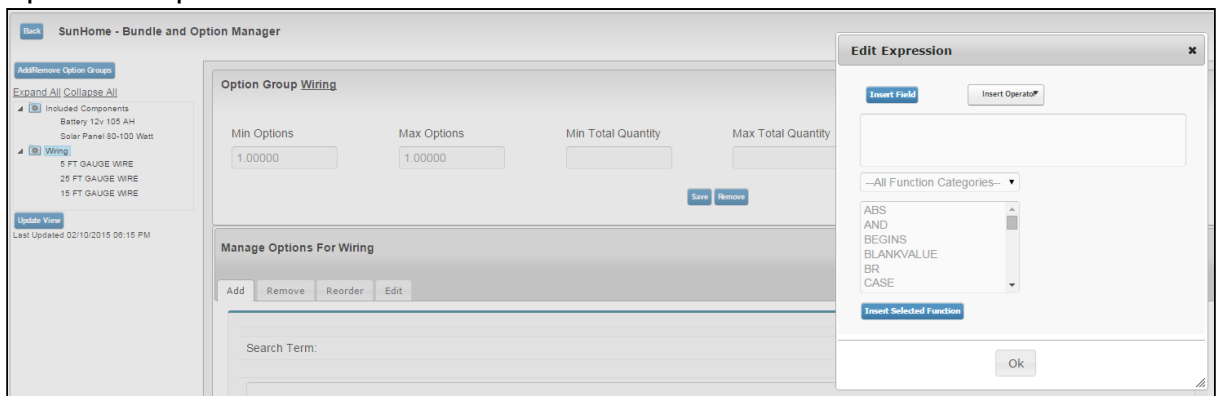 Back SunHome - Bundle and Option Manager
Add/Remove Option Groups
Expand All Collapse All
Included Components
Battery 12v 105 AH
Solar Panel 80-100 Watt
Wiring
5 FT GAUGE WIRE
25 FT GAUGE WIRE
15 FT GAUGE WIRE
Update View
Last Updated 02/10/2015 06:15 PM
Option Group Wiring
Min Options Max Options Min Total Quantity Max Total Quantity
1.00000 1.00000
Save Remove
Manage Options For Wiring
Add Remove Reorder Edit
Search Term:
Edit Expression x
Insert Field Insert Operator
--All Function Categories--
ABS
AND
BEGINS
BLANKVALUE
BR
CASE
Insert Selected Function
Ok